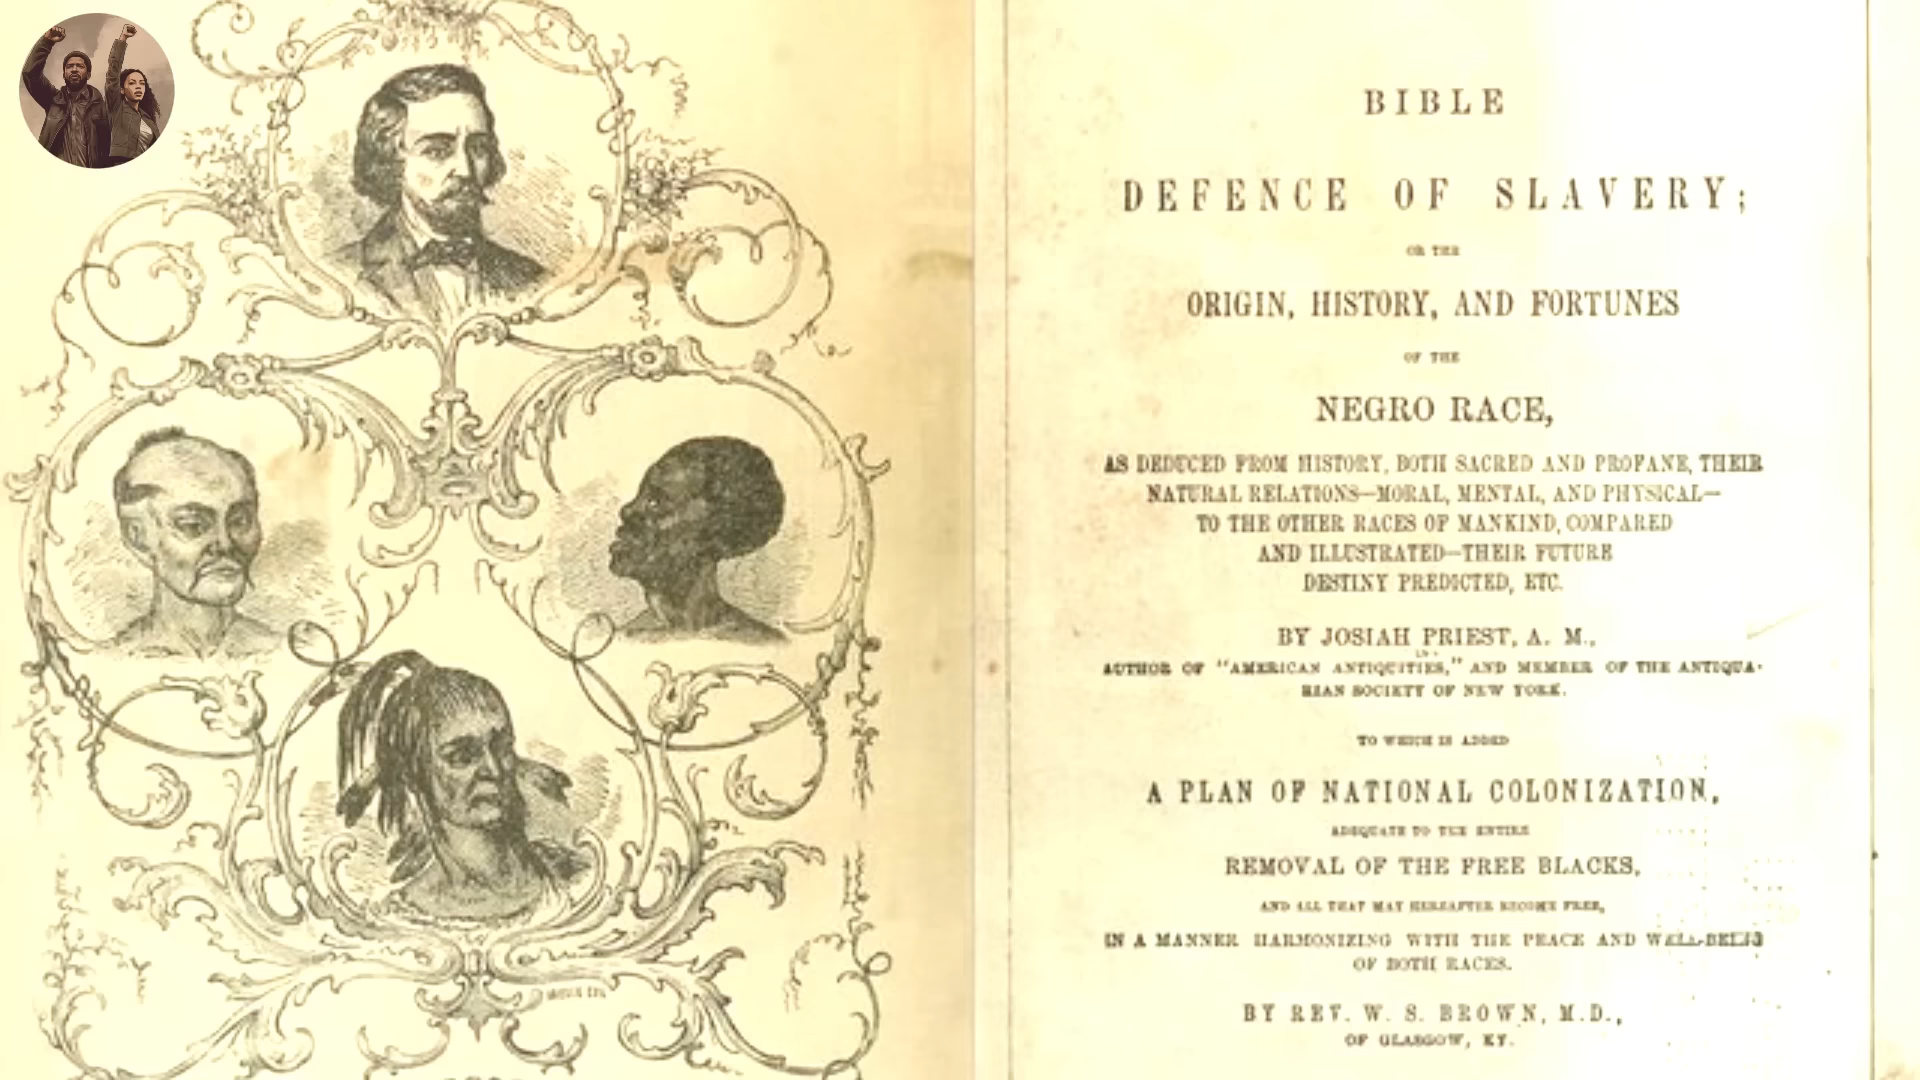 BIBLE
DEFENCE OF SLAVERY;
OR THE
ORIGIN, HISTORY, AND FORTUNES
OF THE
NEGRO RACE,
AS DEDUCED FROM HISTORY, BOTH SACRED AND PROFANE, THEIR
NATURAL RELATIONS—MORAL, MENTAL, AND PHYSICAL—
TO THE OTHER RACES OF MANKIND, COMPARED
AND ILLUSTRATED—THEIR FUTURE
DESTINY PREDICTED, ETC.
BY JOSIAH PRIEST, A. M.,
AUTHOR OF "AMERICAN ANTIQUITIES," AND MEMBER OF THE ANTIQUA-
RIAN SOCIETY OF NEW YORK.
TO WHICH IS ADDED
A PLAN OF NATIONAL COLONIZATION,
ADEQUATE TO THE ENTIRE
REMOVAL OF THE FREE BLACKS,
AND ALL THAT MAY HEREAFTER BECOME FREE,
IN A MANNER HARMONIZING WITH THE PEACE AND WELL-BEING
OF BOTH RACES.
BY REV. W. S. BROWN, M.D.,
OF GLASGOW, KY.